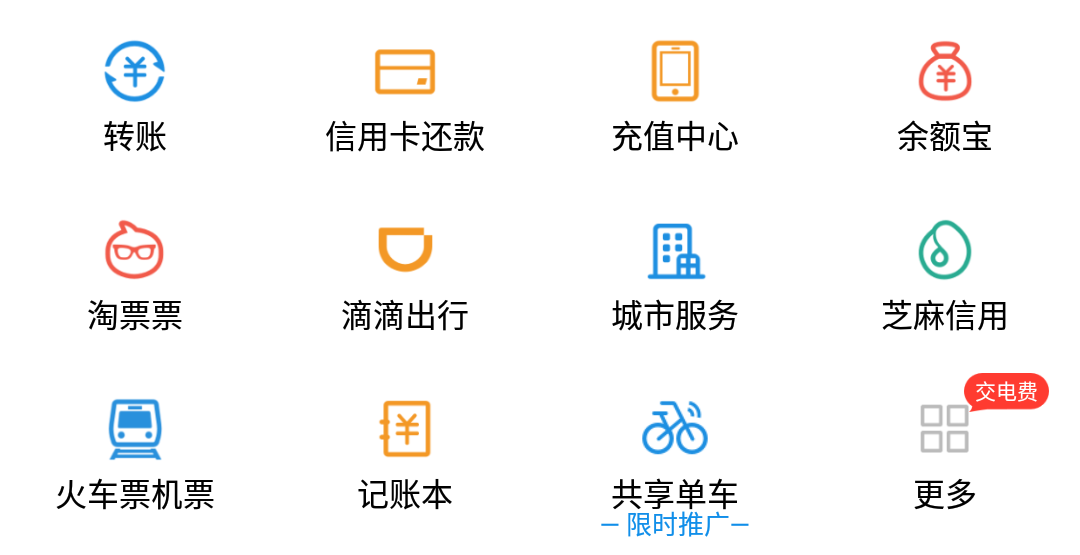 转账
信用卡还款
充值中心
余额宝
淘票票
滴滴出行
城市服务
芝麻信用
交电费
火车票机票
记账本
共享单车
更多
— 限时推广—